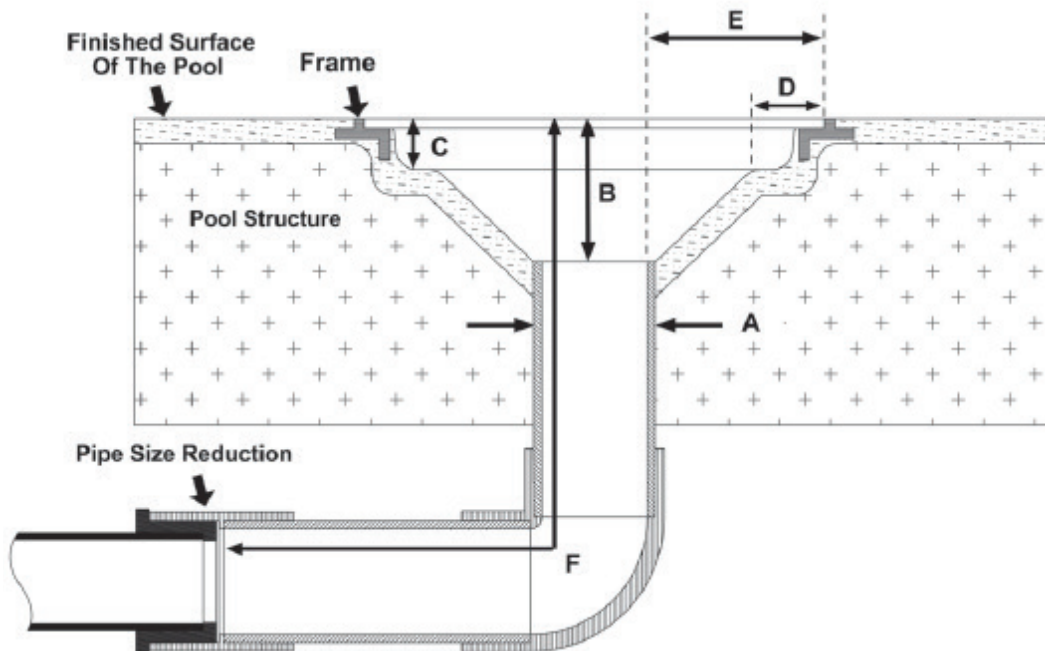 Finished Surface
Of The Pool
Frame
E
D
C
B
Pool Structure
A
Pipe Size Reduction
F